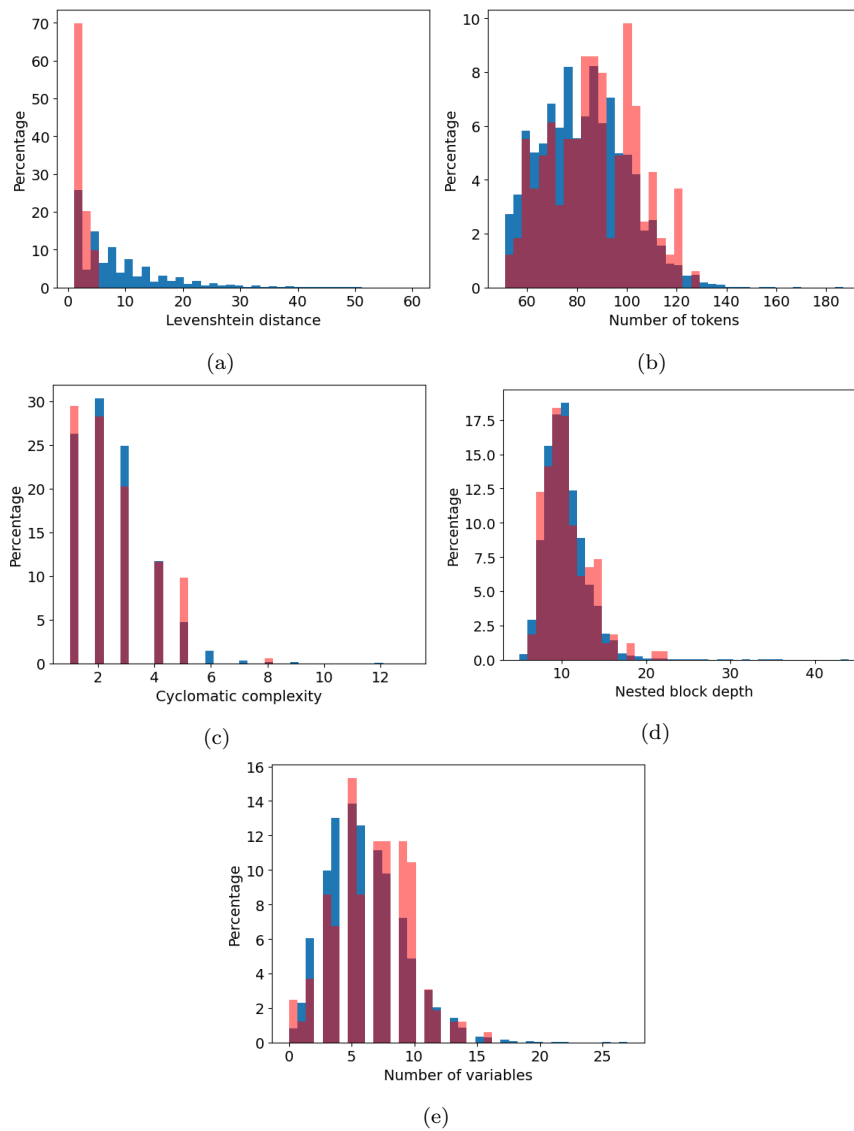 70
60
50
40
30
20
10
0
Percentage
0 10 20 30 40 50 60
Levenshtein distance
(a)
10
8
6
4
2
0
Percentage
60 80 100 120 140 160 180
Number of tokens
(b)
30
25
20
15
10
5
0
Percentage
2 4 6 8 10 12
Cyclomatic complexity
(c)
17.5
15.0
12.5
10.0
7.5
5.0
2.5
0.0
Percentage
10 20 30 40
Nested block depth
(d)
16
14
12
10
8
6
4
2
0
Percentage
0 5 10 15 20 25
Number of variables
(e)